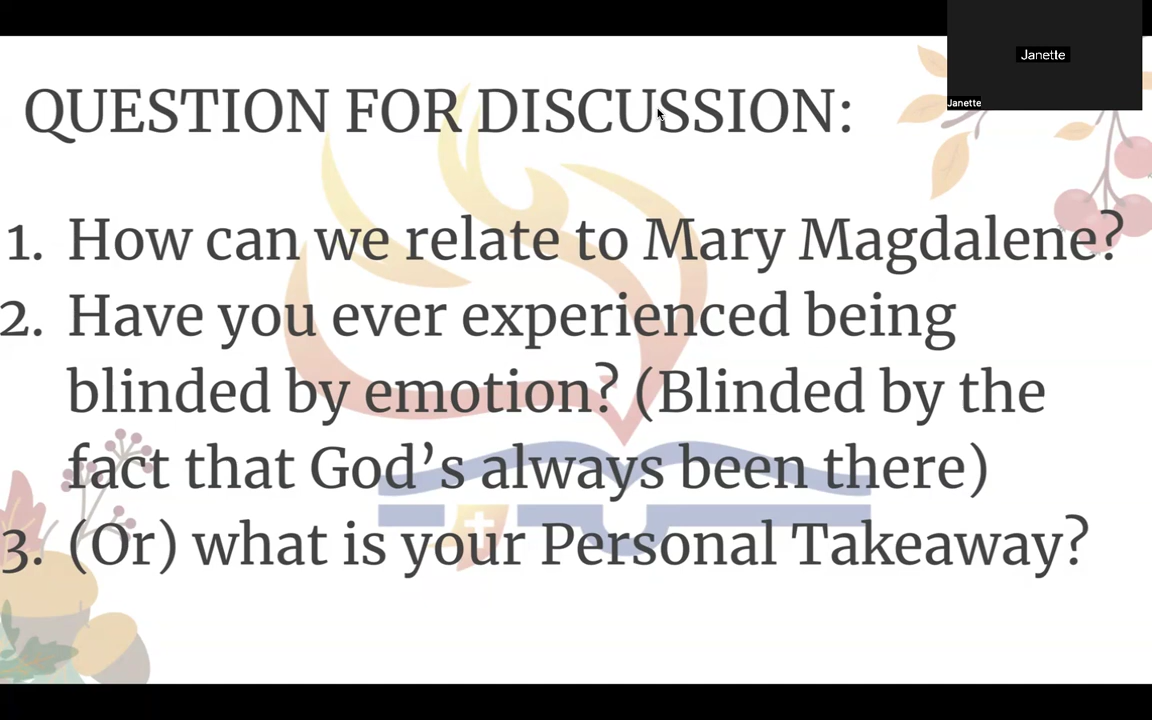 Janette
Janette
QUESTION FOR DISCUSSION:
1. How can we relate to Mary Magdalene?
2. Have you ever experienced being
blinded by emotion? (Blinded by the
fact that God’s always been there)
3. (Or) what is your Personal Takeaway?